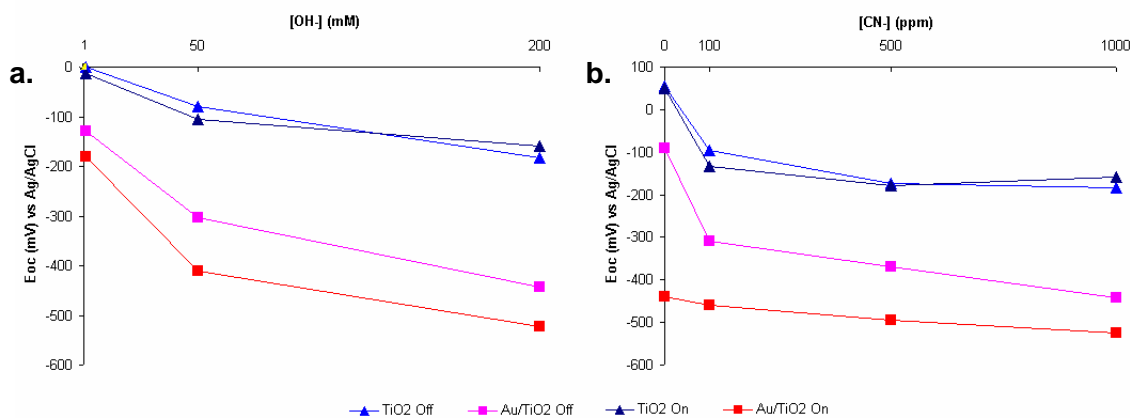 [OH-] (mM)
1 50 200
a.
0
-100
-200
-300
-400
-500
-600
Eoc (mV) vs Ag/AgCl
[CN-] (ppm)
0 100 500 1000
b.
100
0
-100
-200
-300
-400
-500
-600
Eoc (mV) vs Ag/AgCl
TiO2 Off Au/TiO2 Off TiO2 On Au/TiO2 On